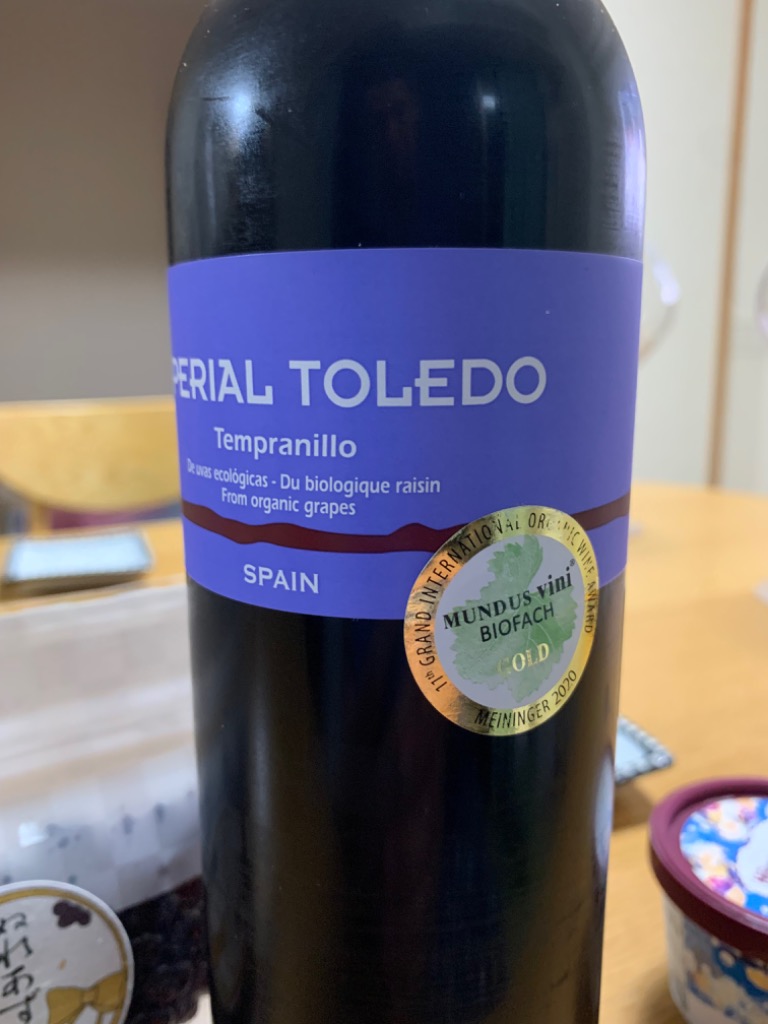 PERIAL TOLEDO
Tempranillo
De uvas ecológicas - Du biologique raisin
From organic grapes
SPAIN
11th GRAND INTERNATIONAL ORGANIC WINE AWARD
MUNDUS vini®
BIOFACH
GOLD
MEININGER 2020